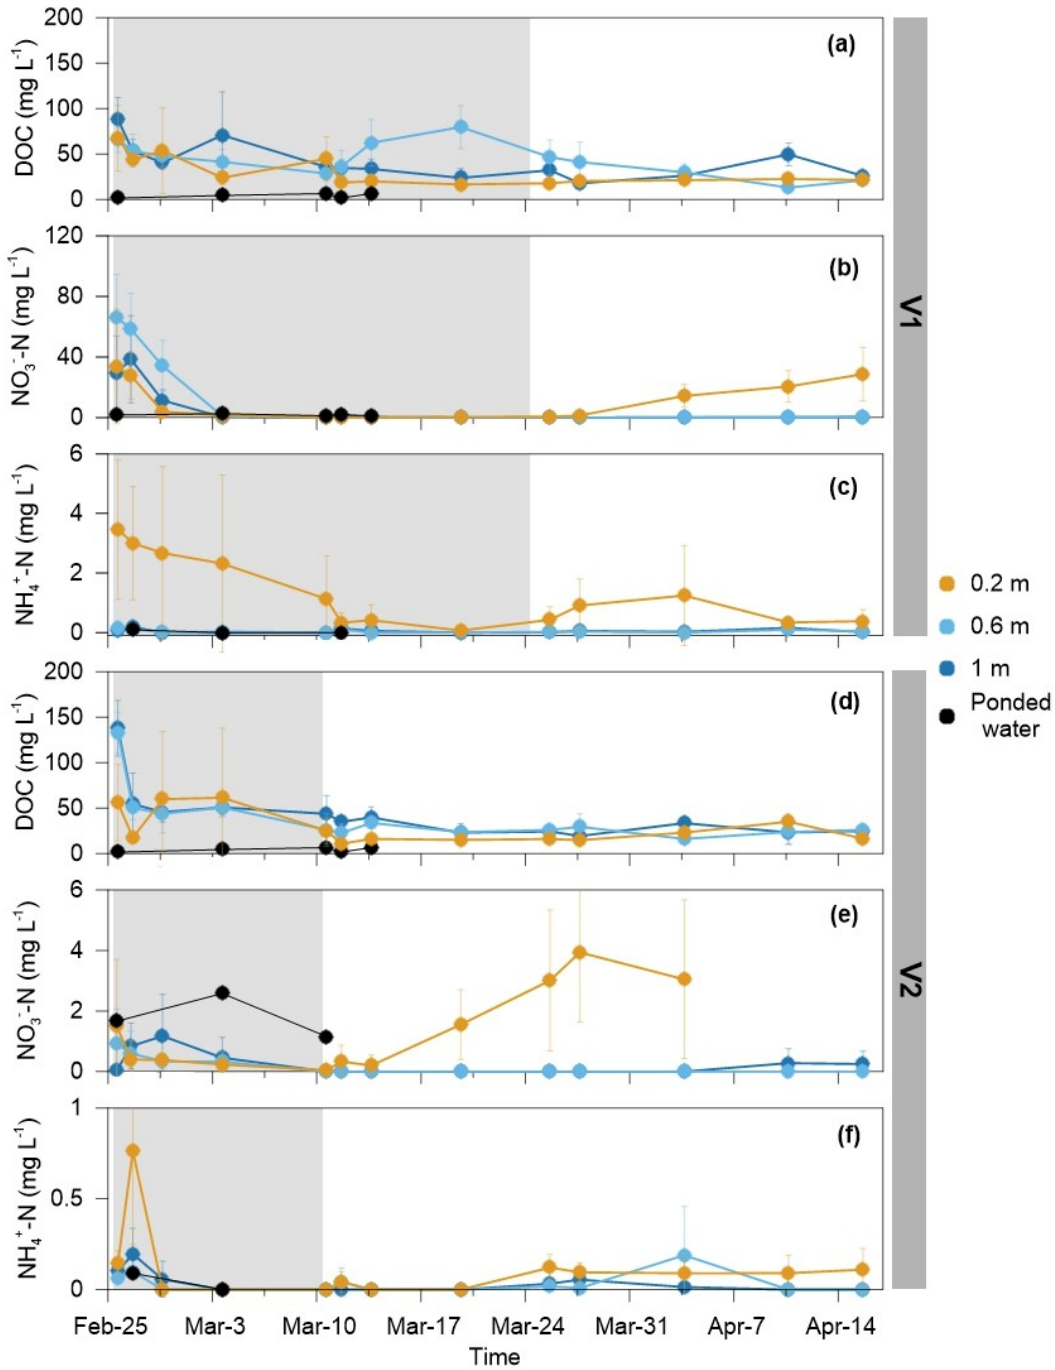 200
150
100
50
0
DOC (mg L⁻¹)
(a)
120
80
40
0
NO₃⁻-N (mg L⁻¹)
(b)
V1
6
4
2
0
NH₄⁺-N (mg L⁻¹)
(c)
0.2 m
0.6 m
1 m
Ponded
water
200
150
100
50
0
DOC (mg L⁻¹)
(d)
6
4
2
0
NO₃⁻-N (mg L⁻¹)
(e)
V2
1
0.5
0
NH₄⁺-N (mg L⁻¹)
(f)
Feb-25 Mar-3 Mar-10 Mar-17 Mar-24 Mar-31 Apr-7 Apr-14
Time